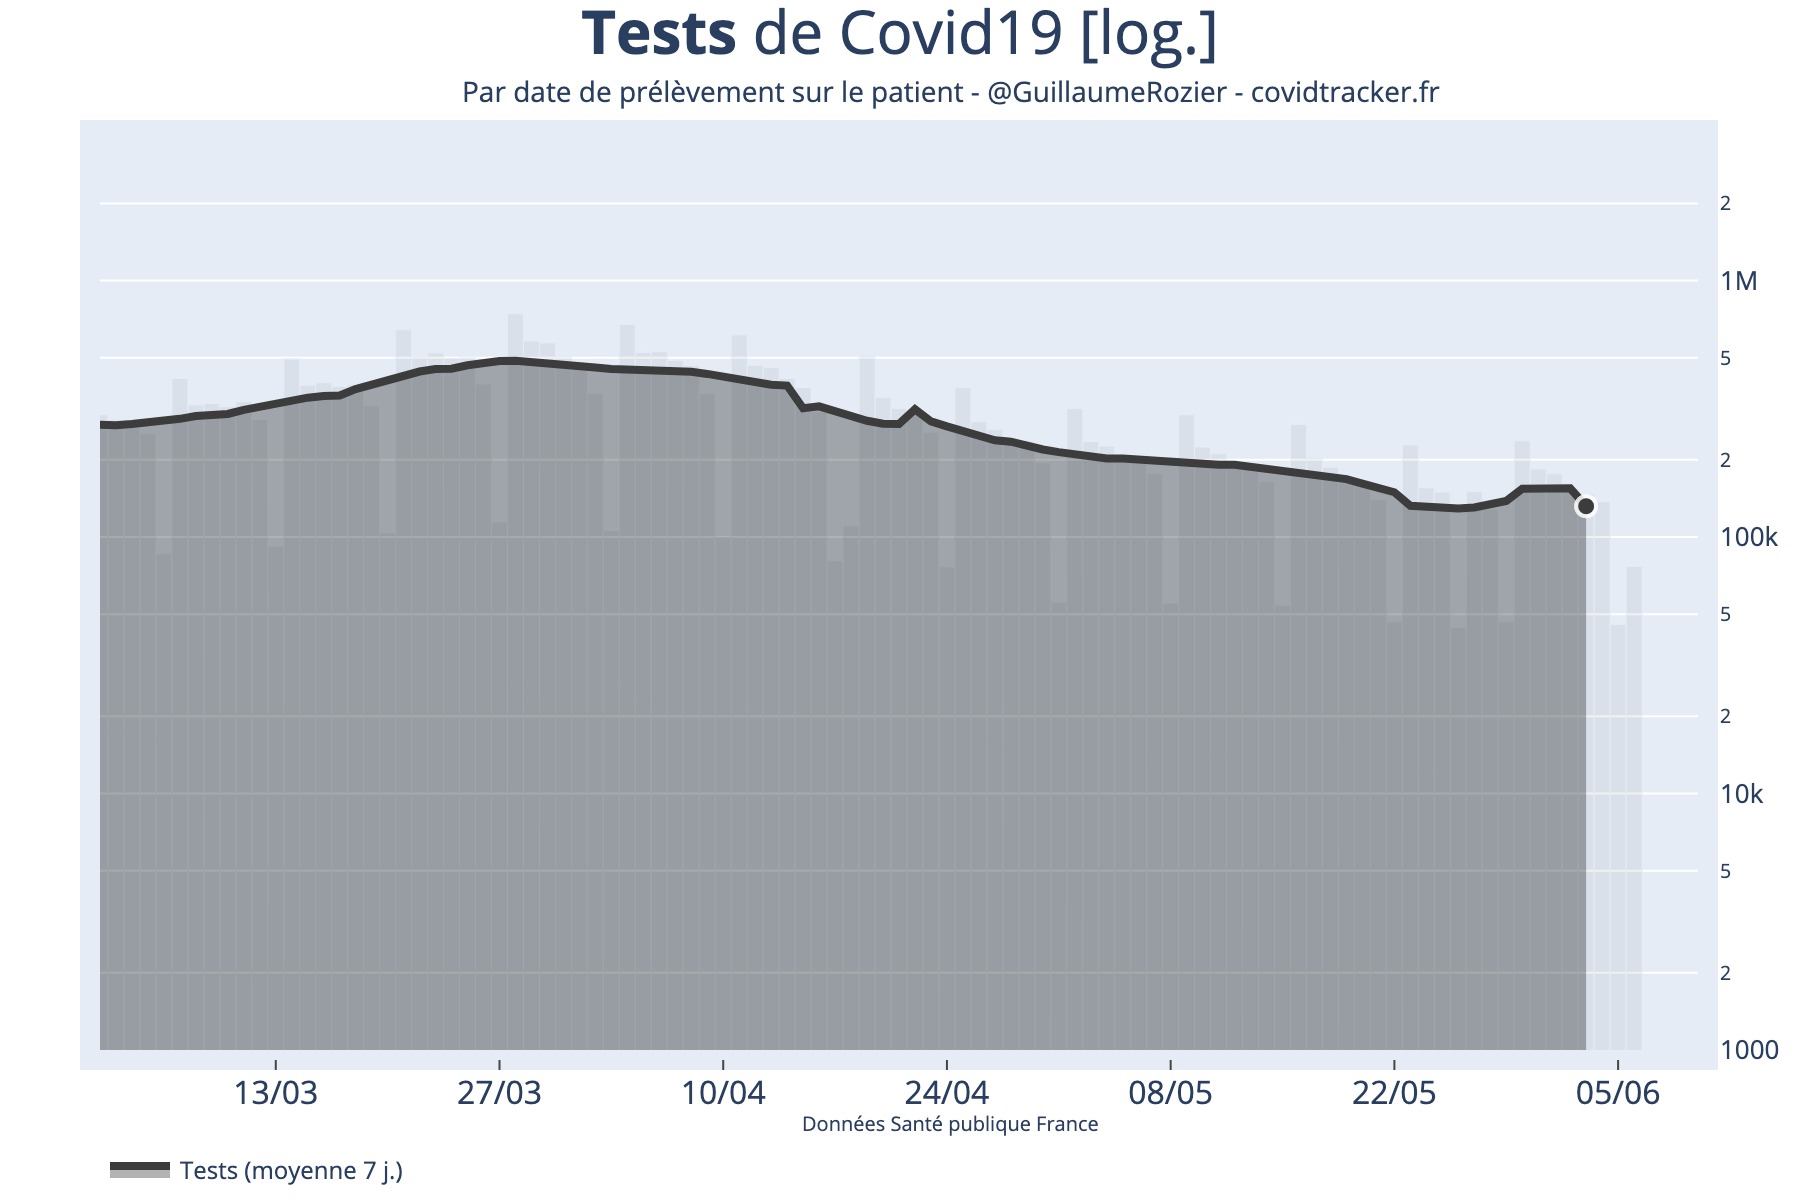 Tests de Covid19 [log.]
Par date de prélèvement sur le patient - @GuillaumeRozier - covidtracker.fr
2
1M
5
2
100k
5
2
10k
5
2
1000
13/03 27/03 10/04 24/04 08/05 22/05 05/06
Données Santé publique France
Tests (moyenne 7 j.)